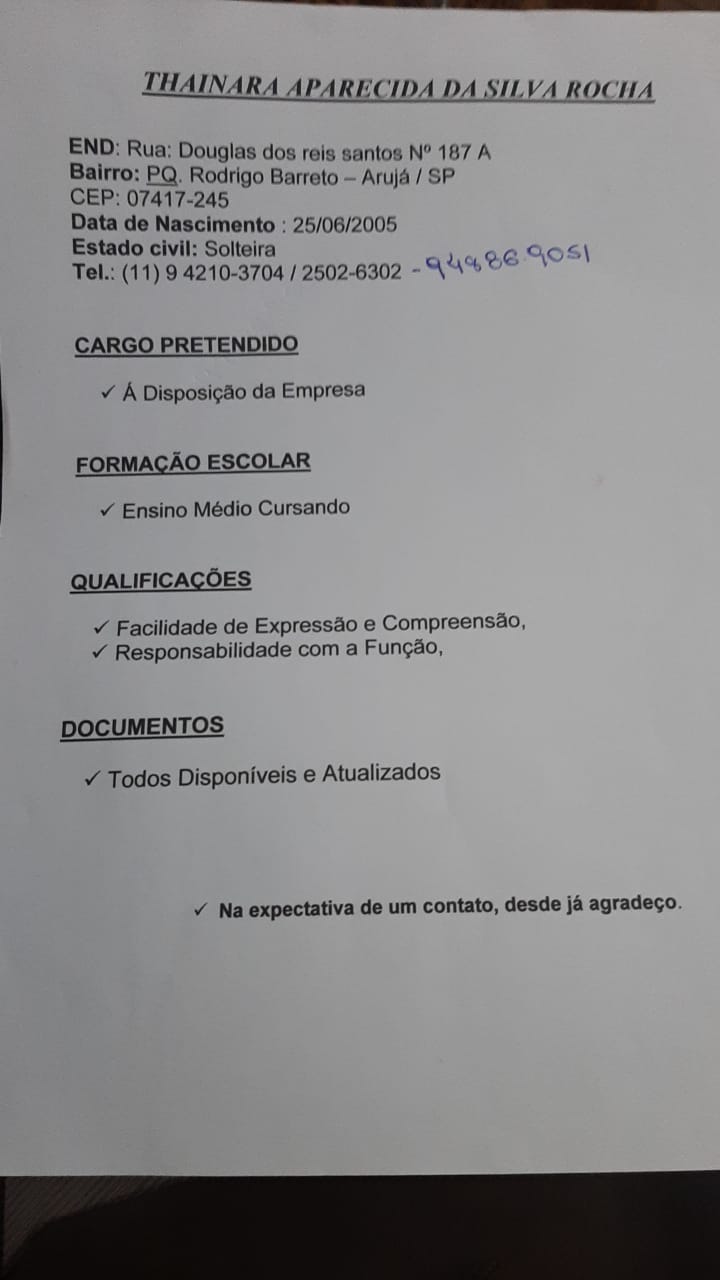 THAINARA APARECIDA DA SILVA ROCHA
END: Rua: Douglas dos reis santos Nº 187 A
Bairro: PQ. Rodrigo Barreto – Arujá / SP
CEP: 07417-245
Data de Nascimento : 25/06/2005
Estado civil: Solteira
Tel.: (11) 9 4210-3704 / 2502-6302 - 94886.9051
CARGO PRETENDIDO
✓ Á Disposição da Empresa
FORMAÇÃO ESCOLAR
✓ Ensino Médio Cursando
QUALIFICAÇÕES
✓ Facilidade de Expressão e Compreensão,
✓ Responsabilidade com a Função,
DOCUMENTOS
✓ Todos Disponíveis e Atualizados
✓ Na expectativa de um contato, desde já agradeço.